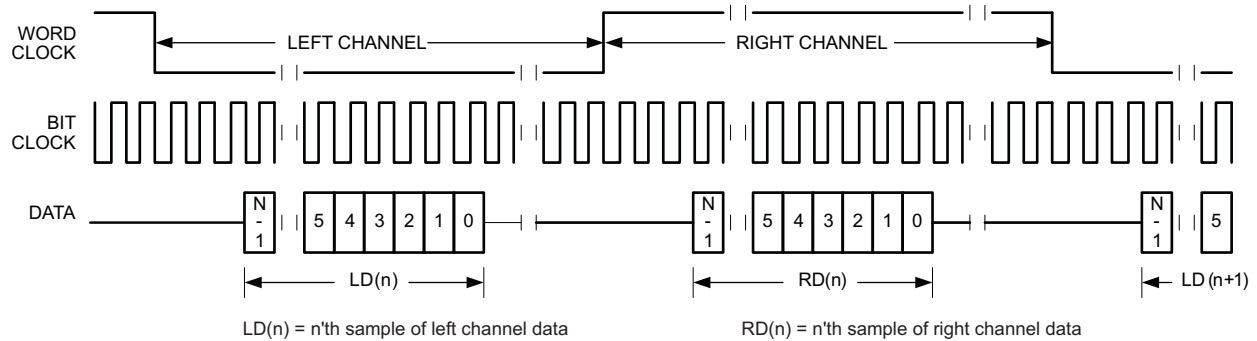 WORD
CLOCK
LEFT CHANNEL
RIGHT CHANNEL
BIT
CLOCK
DATA
N
-
1
5 4 3 2 1 0
N
-
1
5 4 3 2 1 0
N
-
1
5
LD(n)
RD(n)
LD (n+1)
LD(n) = n'th sample of left channel data
RD(n) = n'th sample of right channel data